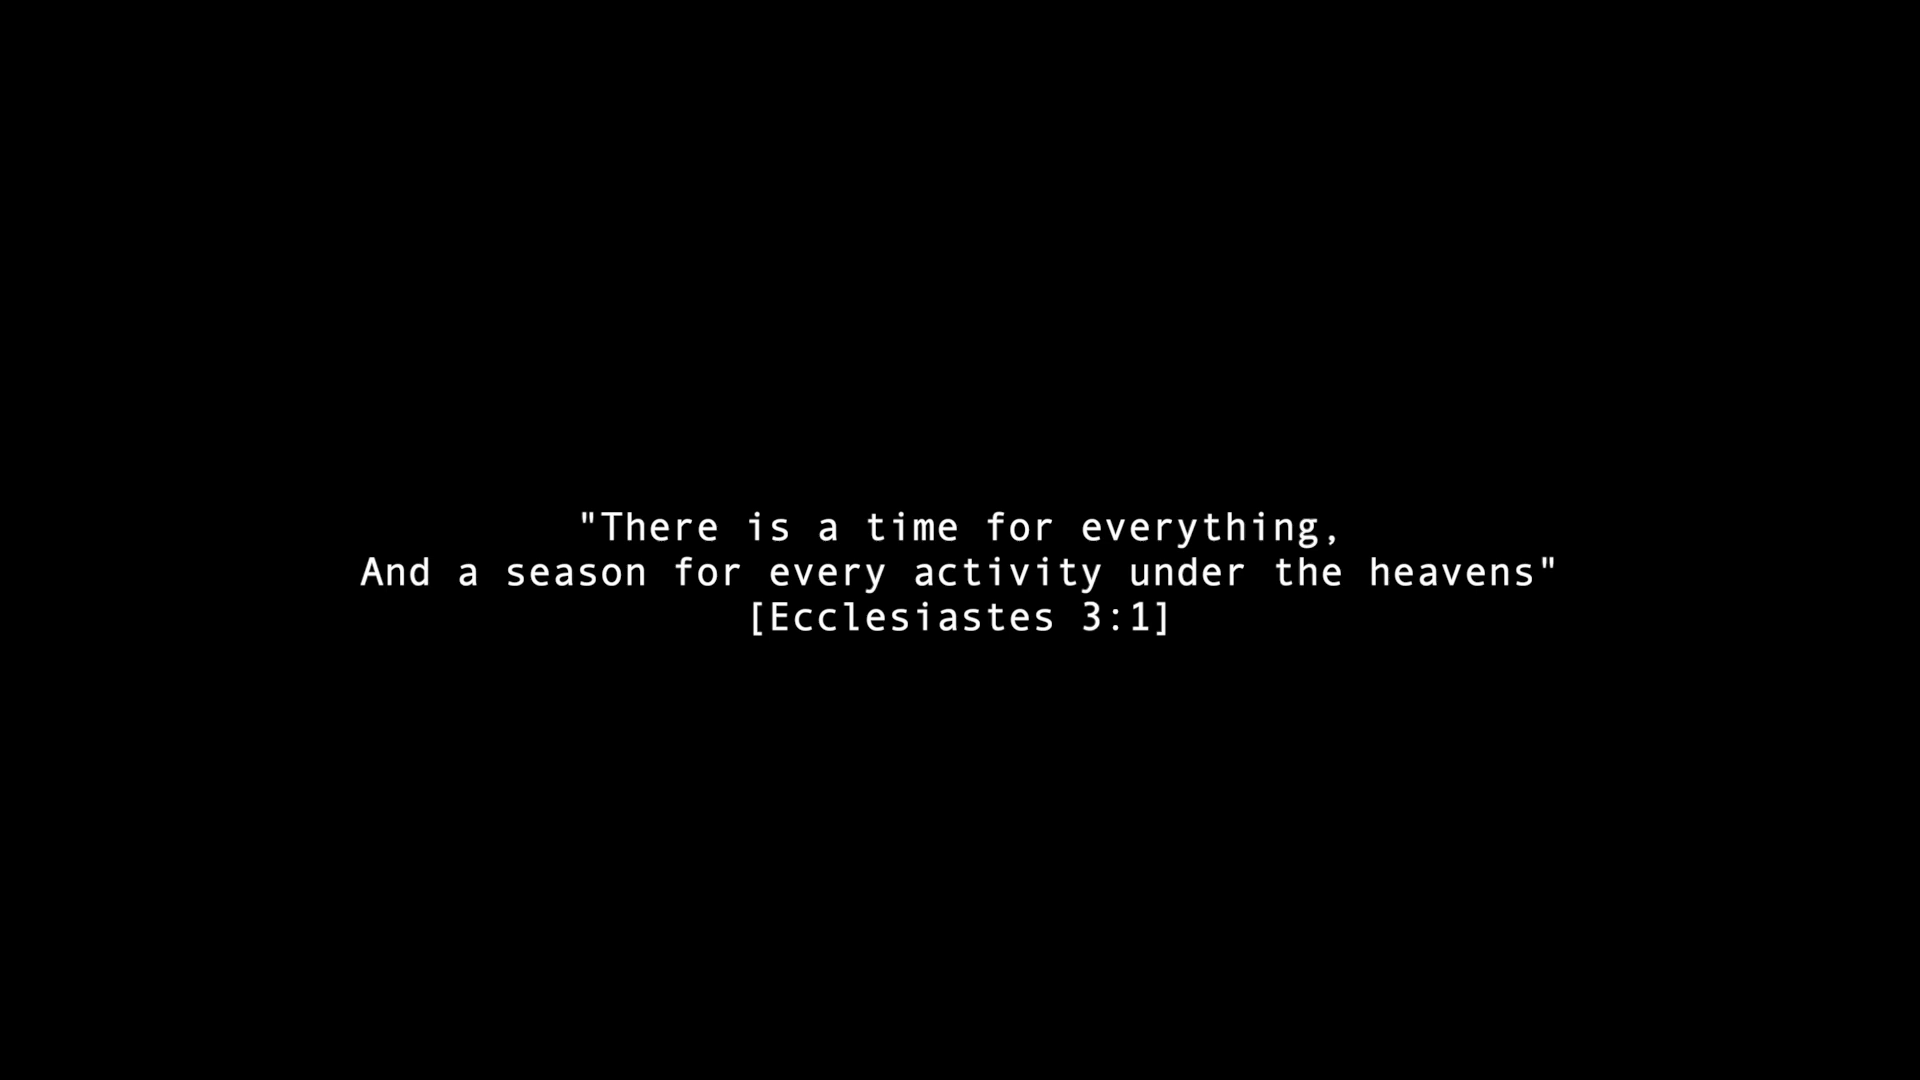 "There is a time for everything,
And a season for every activity under the heavens"
[Ecclesiastes 3:1]